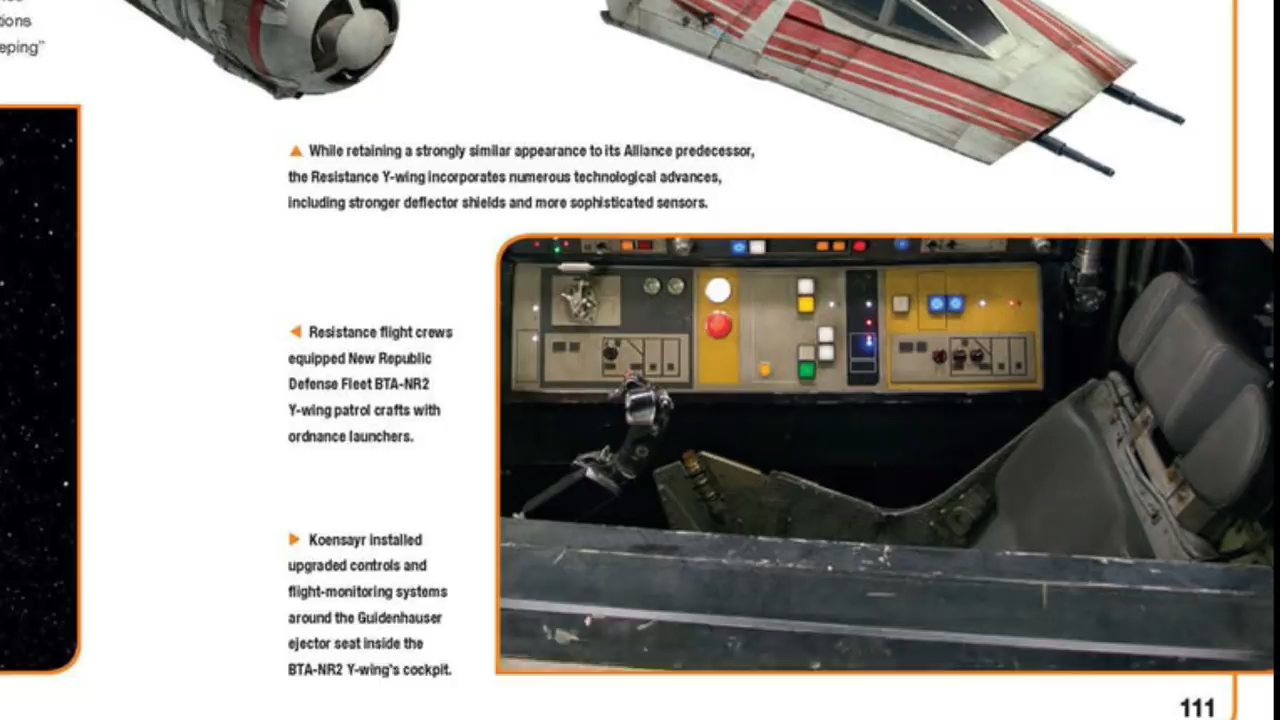 tions
eping”
▲ While retaining a strongly similar appearance to its Alliance predecessor,
the Resistance Y-wing incorporates numerous technological advances,
including stronger deflector shields and more sophisticated sensors.
◀ Resistance flight crews
equipped New Republic
Defense Fleet BTA-NR2
Y-wing patrol crafts with
ordnance launchers.
▶ Koensayr installed
upgraded controls and
flight-monitoring systems
around the Guidenhauser
ejector seat inside the
BTA-NR2 Y-wing's cockpit.
111